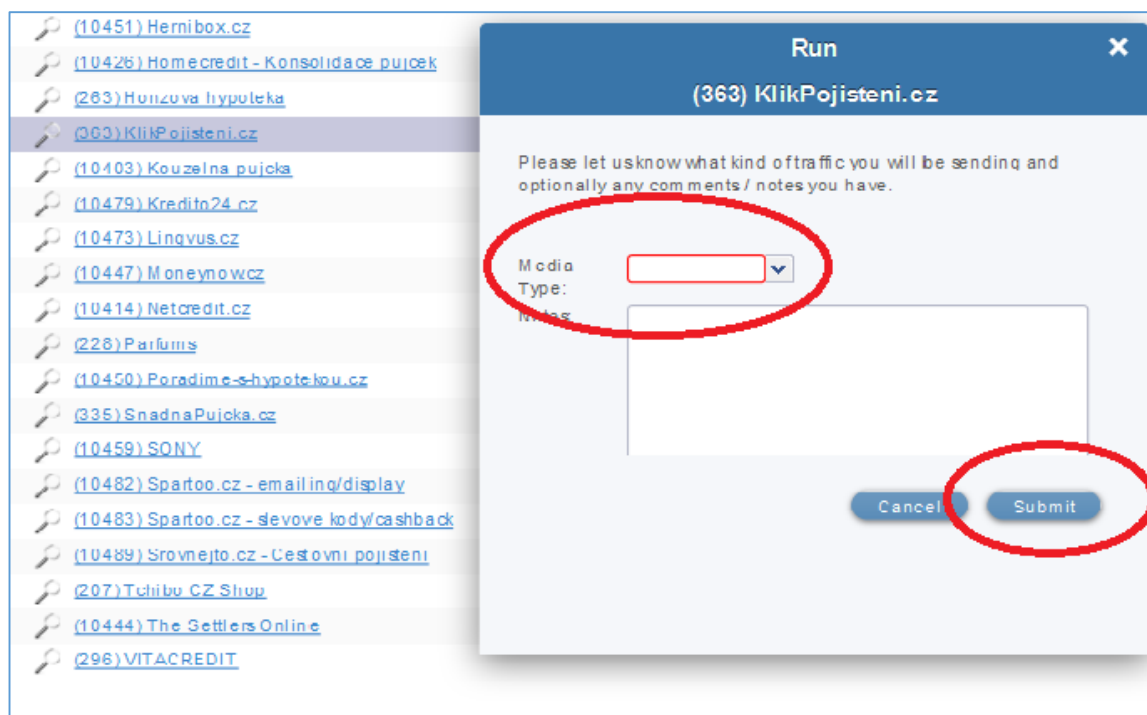 (10451) Hernibox.cz
(10426) Homecredit - Konsolidace pujcek
(263) Honzova hypoteka
(363) KlikPojisteni.cz
(10403) Kouzelna pujcka
(10479) Kredito24.cz
(10473) Lingvus.cz
(10447) Moneynow.cz
(10414) Netcredit.cz
(228) Parfums
(10450) Poradime-s-hypotekou.cz
(335) SnadnaPujcka.cz
(10459) SONY
(10482) Spartoo.cz - emailing/display
(10483) Spartoo.cz - slevove kody/cashback
(10489) Srovnejto.cz - Cestovni pojisteni
(207) Tchibo CZ Shop
(10444) The Settlers Online
(296) VITACREDIT
Run
(363) KlikPojisteni.cz
Please let us know what kind of traffic you will be sending and
optionally any comments / notes you have.
Media
Type:
Notes:
Cancel
Submit